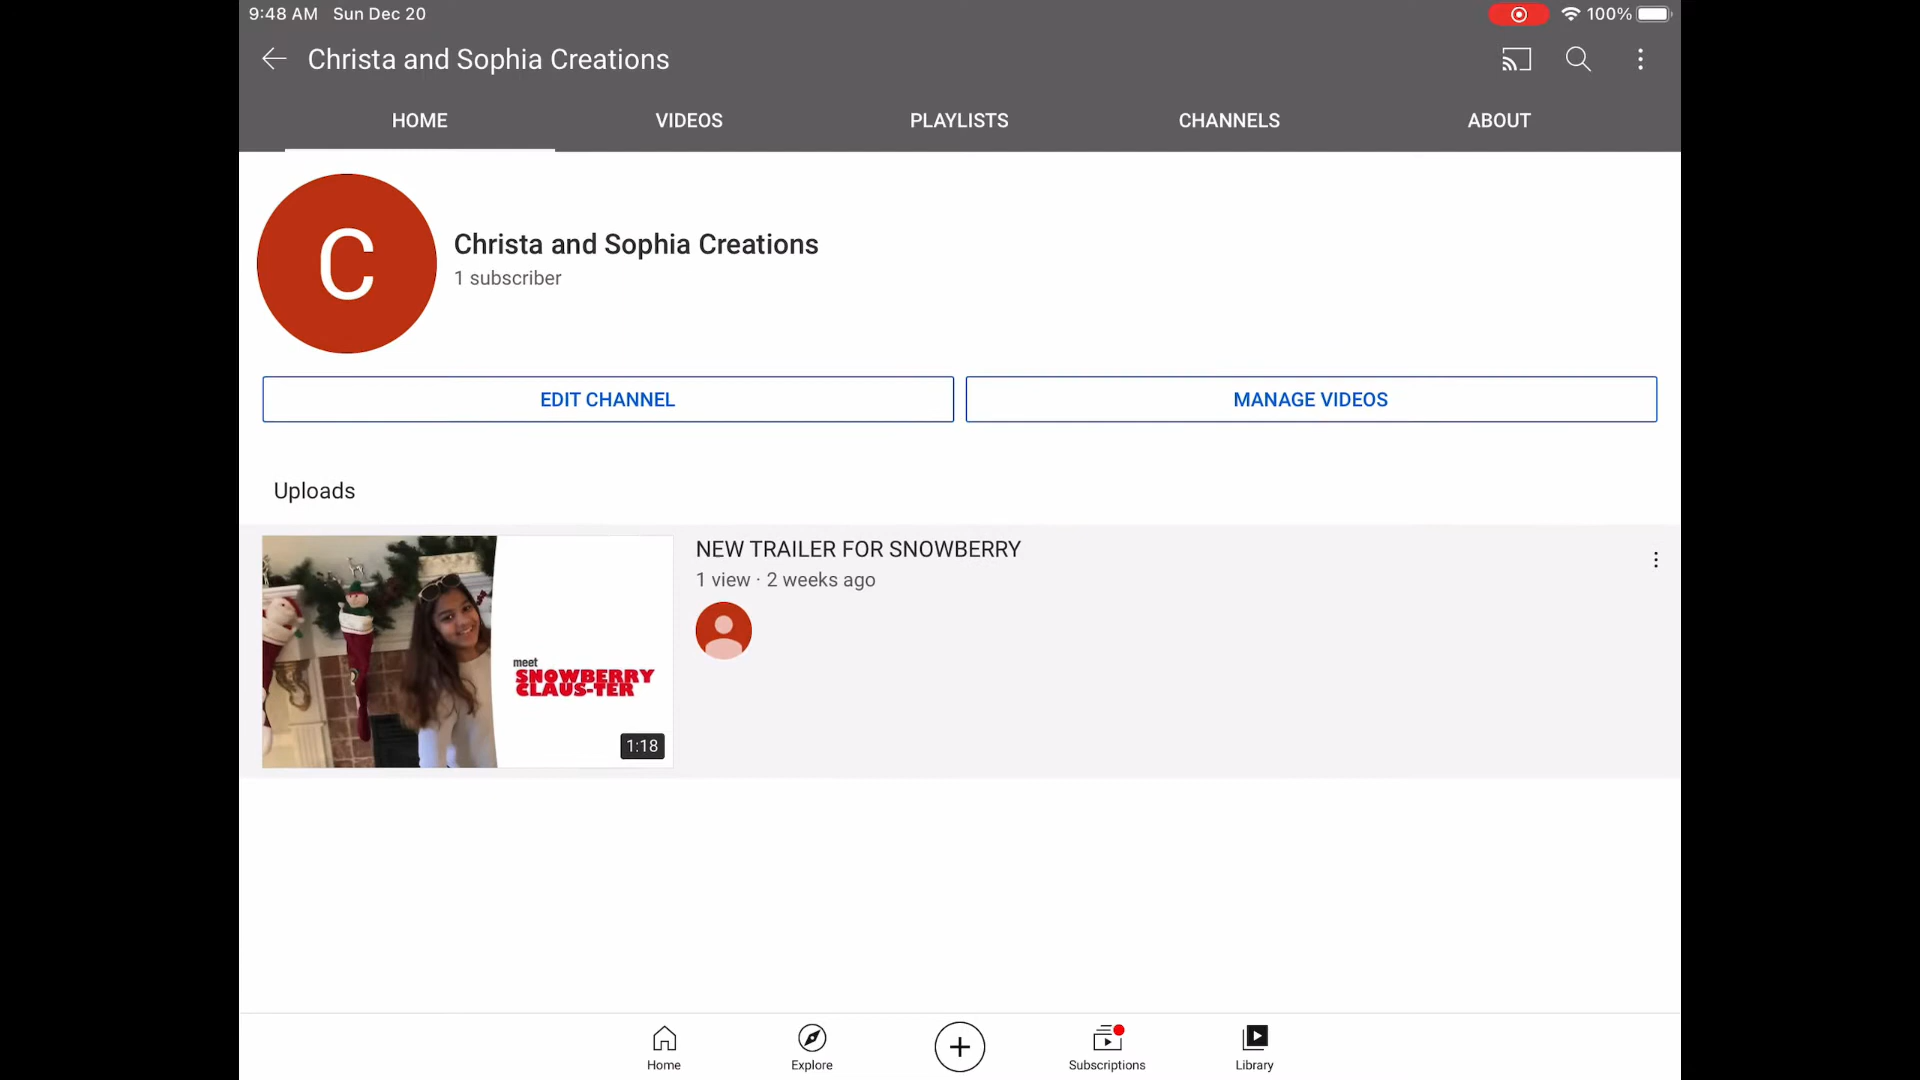 9:48 AM Sun Dec 20
100%
Christa and Sophia Creations
HOME VIDEOS PLAYLISTS CHANNELS ABOUT
C
Christa and Sophia Creations
1 subscriber
EDIT CHANNEL MANAGE VIDEOS
Uploads
NEW TRAILER FOR SNOWBERRY
1 view · 2 weeks ago
meet
SNOWBERRY
CLAUS-TER
1:18
Home Explore Subscriptions Library